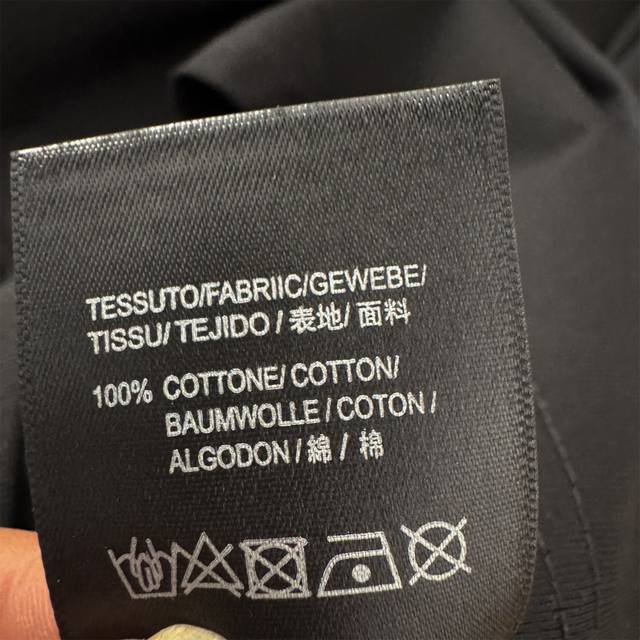 TESSUTO/FABRIIC/GEWEBE/
TISSU/TEJIDO/表地/面料
100% COTTONE/COTTON/
BAUMWOLLE/COTON/
ALGODON/綿/棉